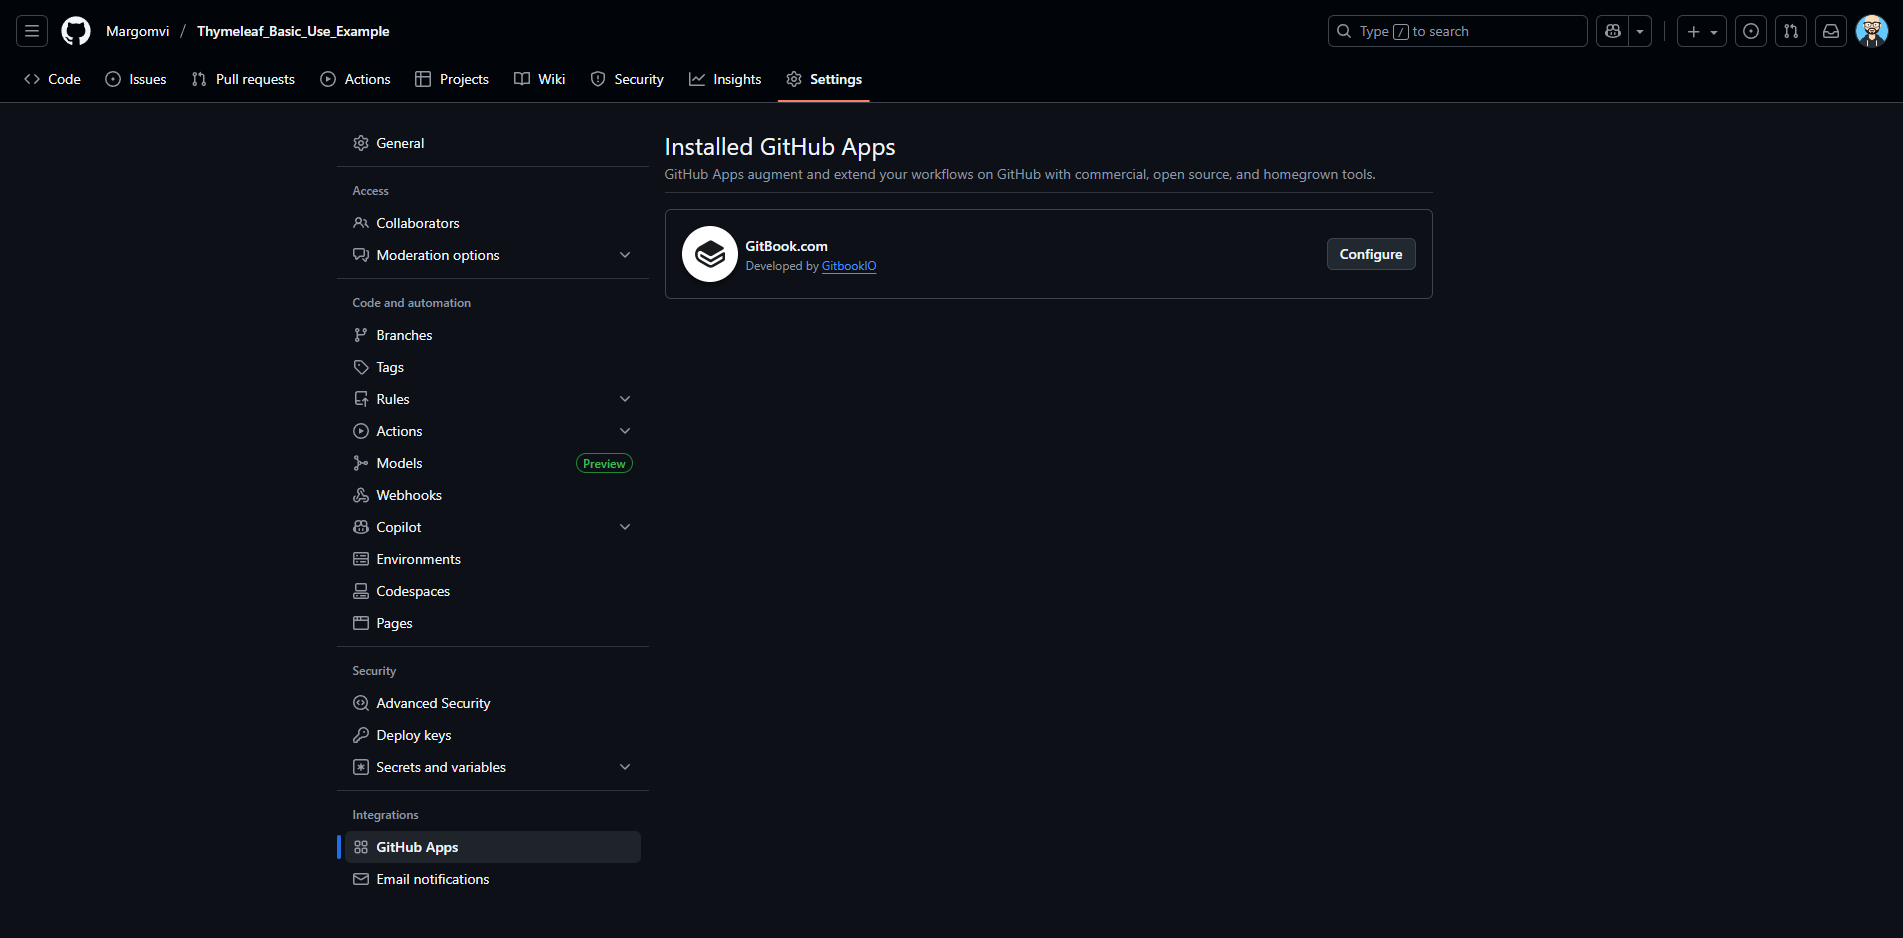 Margomvi / Thymeleaf_Basic_Use_Example
Type / to search
Code
Issues
Pull requests
Actions
Projects
Wiki
Security
Insights
Settings
General
Access
Collaborators
Moderation options
Code and automation
Branches
Tags
Rules
Actions
Models
Preview
Webhooks
Copilot
Environments
Codespaces
Pages
Security
Advanced Security
Deploy keys
Secrets and variables
Integrations
GitHub Apps
Email notifications
Installed GitHub Apps
GitHub Apps augment and extend your workflows on GitHub with commercial, open source, and homegrown tools.
GitBook.com
Developed by GitbookIO
Configure